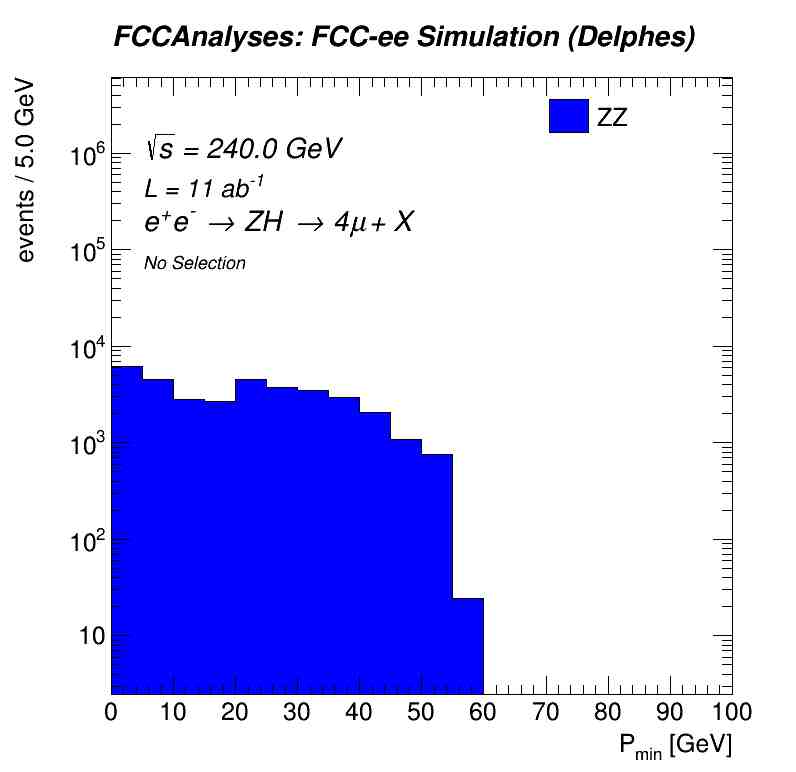 FCCAnalyses: FCC-ee Simulation (Delphes)
events / 5.0 GeV
ZZ
√s = 240.0 GeV
L = 11 ab⁻¹
e⁺e⁻ → ZH → 4μ + X
No Selection
10⁶
10⁵
10⁴
10³
10²
10
0 10 20 30 40 50 60 70 80 90 100
P_min [GeV]